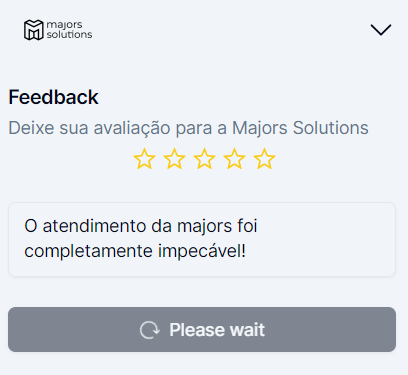 majors
solutions
Feedback
Deixe sua avaliação para a Majors Solutions
O atendimento da majors foi
completamente impecável!
Please wait